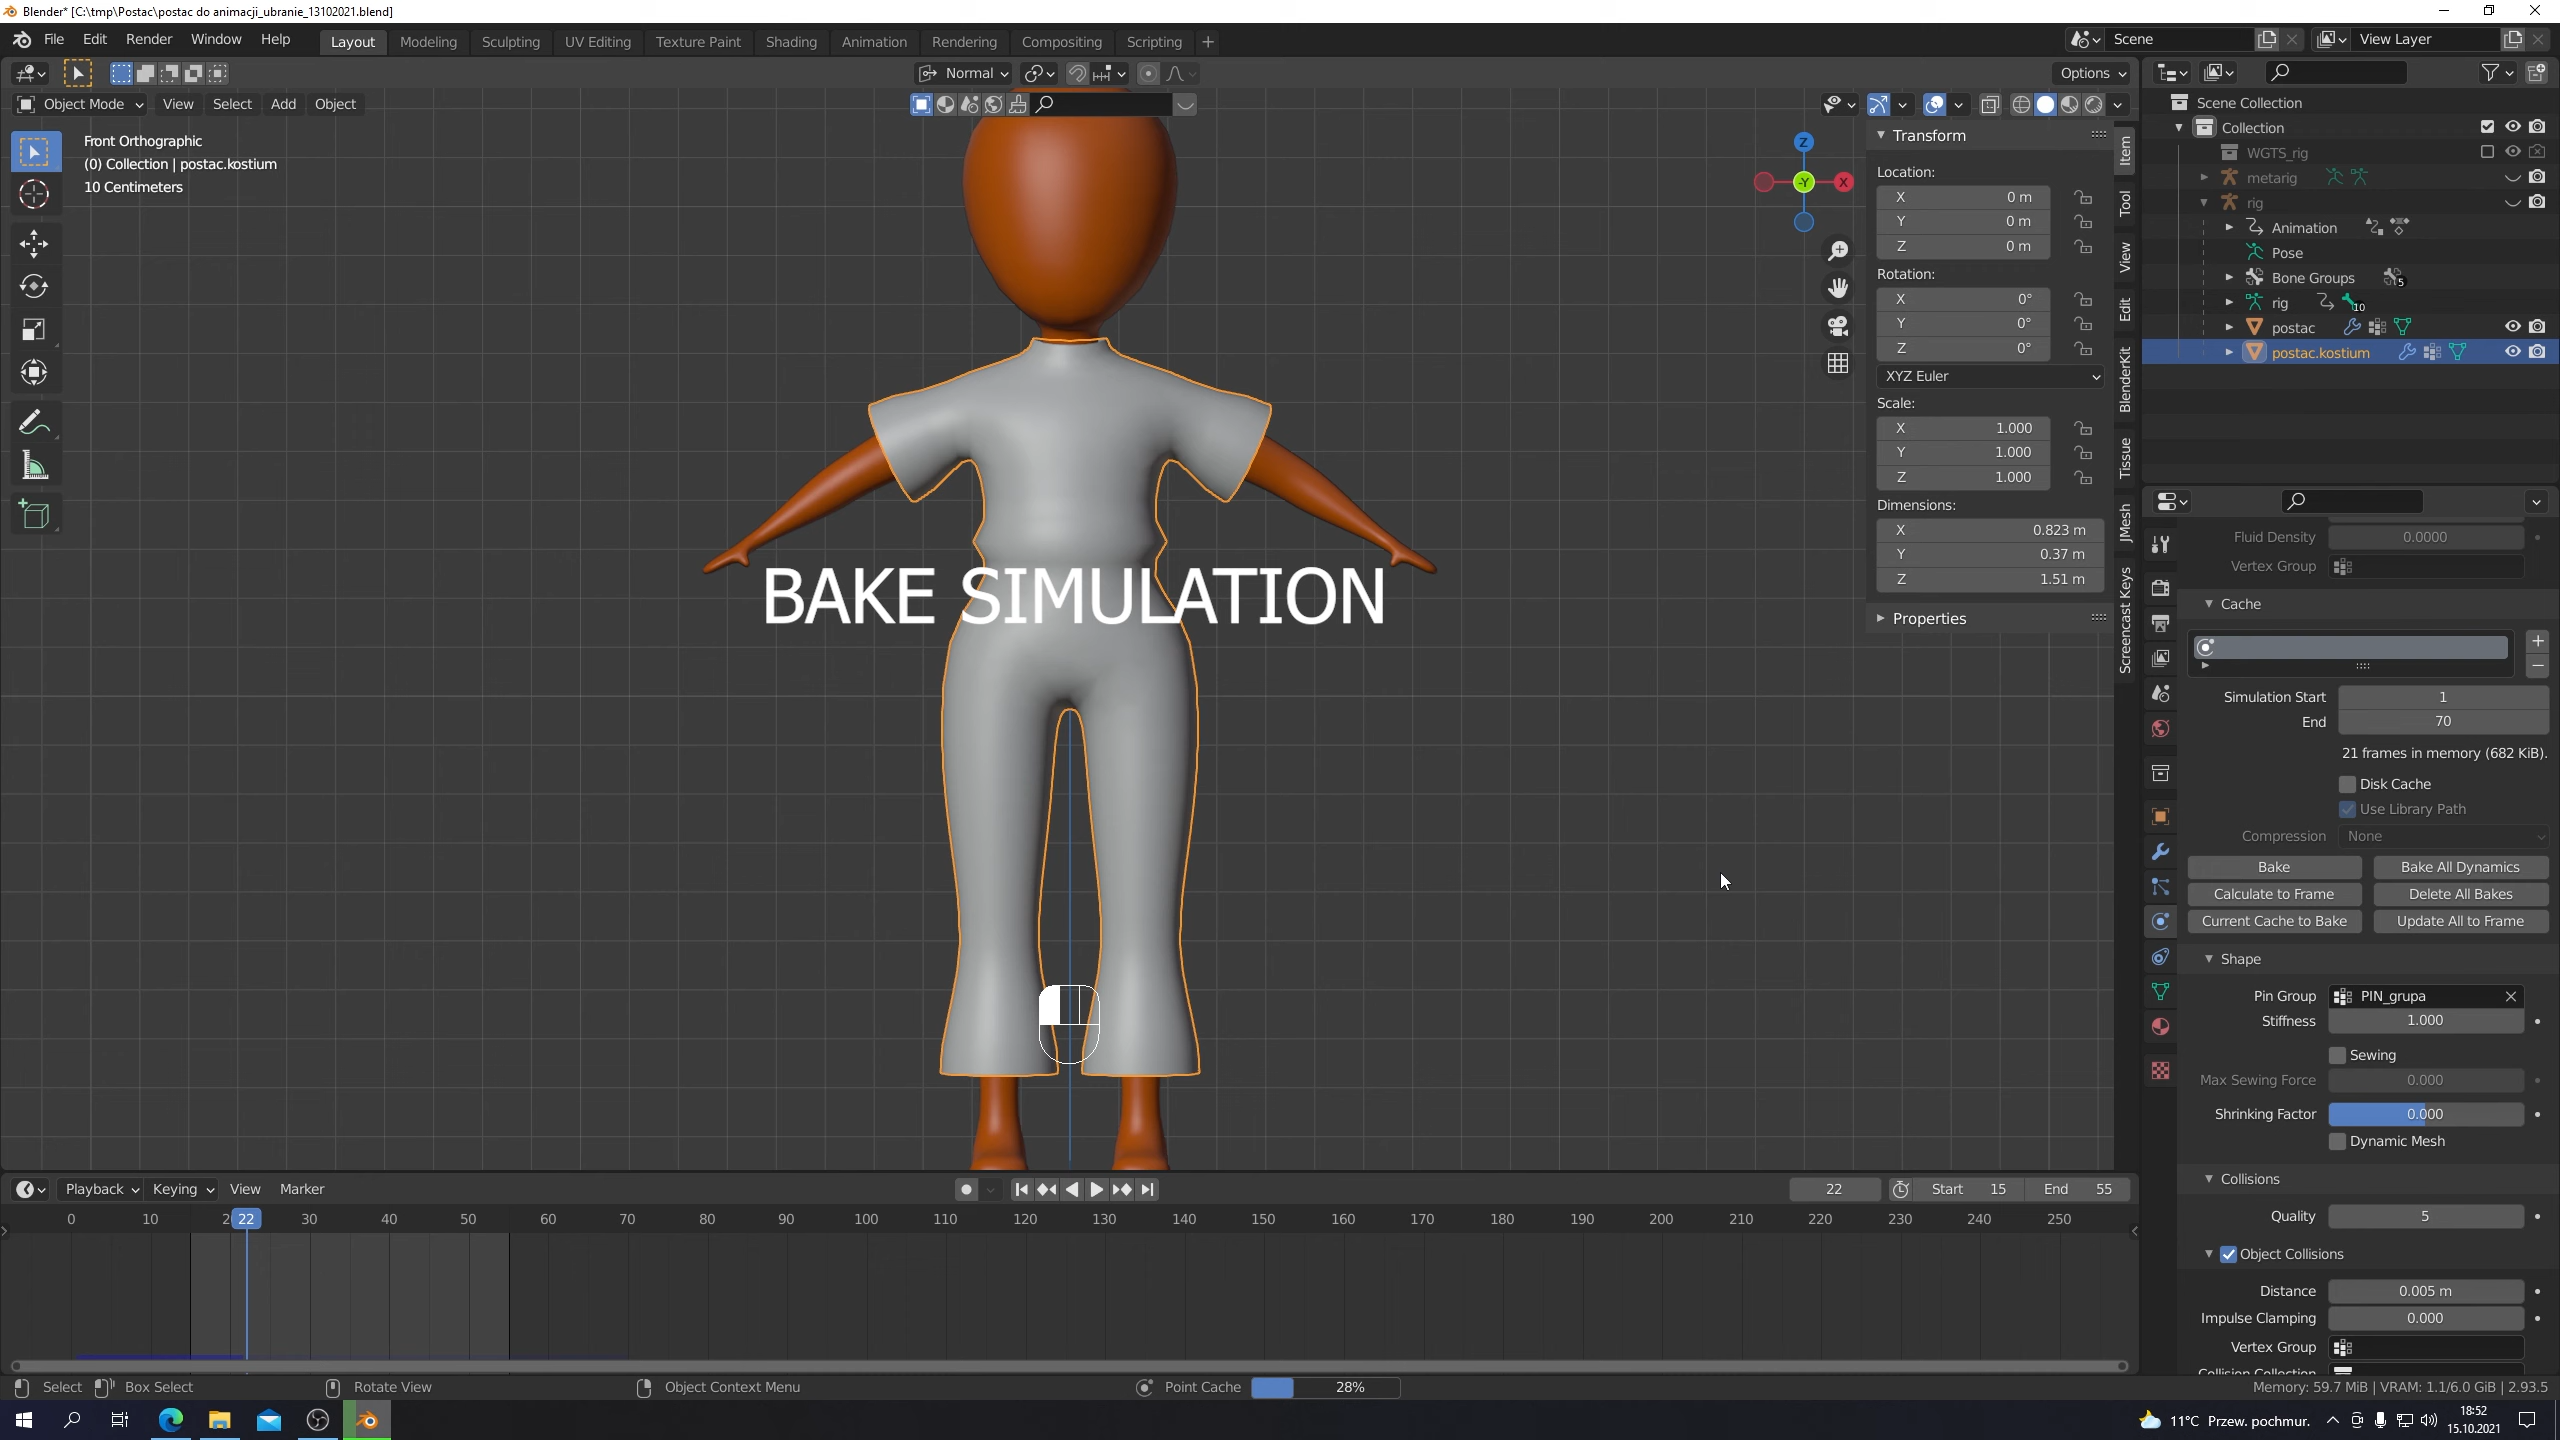 Blender* [C:\tmp\Postac\postac do animacji_ubranie_13102021.blend]
File Edit Render Window Help Layout Modeling Sculpting UV Editing Texture Paint Shading Animation Rendering Compositing Scripting + Scene View Layer
Normal Options
Object Mode View Select Add Object
Front Orthographic
(0) Collection | postac.kostium
10 Centimeters
Z
-Y X
Transform
Location:
X 0 m
Y 0 m
Z 0 m
Rotation:
X 0°
Y 0°
Z 0°
XYZ Euler
Scale:
X 1.000
Y 1.000
Z 1.000
Dimensions:
X 0.823 m
Y 0.37 m
Z 1.51 m
Properties
Item
Tool
View
Edit
BlenderKit
Tissue
JMesh
Screencast Keys
Scene Collection
Collection
WGTS_rig
metarig
rig
Animation
Pose
Bone Groups 5
rig 10
postac
postac.kostium
BAKE SIMULATION
Fluid Density 0.0000
Vertex Group
Cache
Simulation Start 1
End 70
21 frames in memory (682 KiB).
Disk Cache
Use Library Path
Compression None
Bake Bake All Dynamics
Calculate to Frame Delete All Bakes
Current Cache to Bake Update All to Frame
Shape
Pin Group PIN_grupa
Stiffness 1.000
Sewing
Max Sewing Force 0.000
Shrinking Factor 0.000
Dynamic Mesh
Collisions
Quality 5
Object Collisions
Distance 0.005 m
Impulse Clamping 0.000
Vertex Group
Collision Collection
Playback Keying View Marker 22 Start 15 End 55
0 10 2 22 30 40 50 60 70 80 90 100 110 120 130 140 150 160 170 180 190 200 210 220 230 240 250
Select Box Select Rotate View Object Context Menu Point Cache 28% Memory: 59.7 MiB | VRAM: 1.1/6.0 GiB | 2.93.5
11°C Przew. pochmur. 18:52
15.10.2021